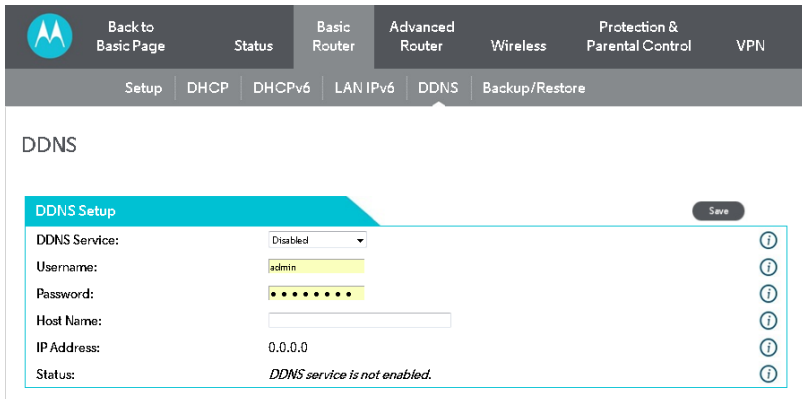 Back to Basic Page
Status
Basic Router
Advanced Router
Wireless
Protection & Parental Control
VPN
Setup DHCP DHCPv6 LAN IPv6 DDNS Backup/Restore
DDNS
DDNS Setup
Save
DDNS Service: Disabled
Username: admin
Password: ••••••••
Host Name:
IP Address: 0.0.0.0
Status: DDNS service is not enabled.